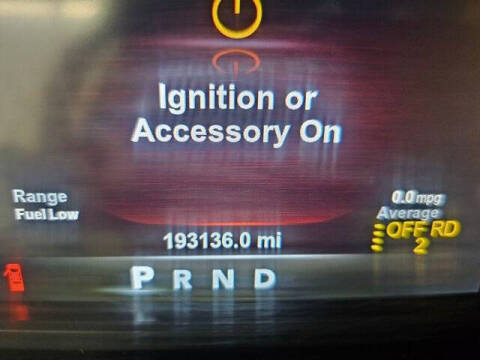 Ignition or
Accessory On
Range
Fuel Low
0.0 mpg
Average
193136.0 mi
OFF RD
2
P R N D